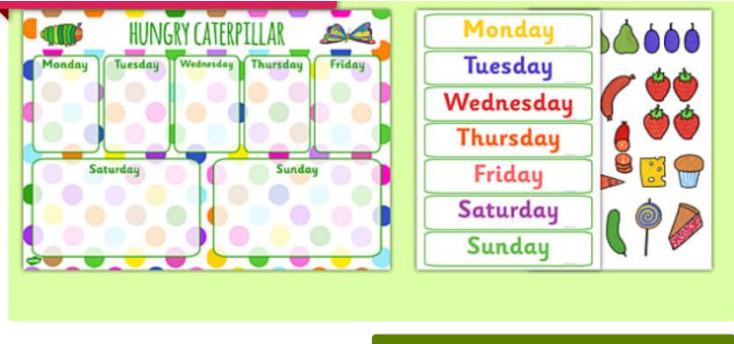 HUNGRY CATERPILLAR
Monday Tuesday Wednesday Thursday Friday
Saturday Sunday
Monday
Tuesday
Wednesday
Thursday
Friday
Saturday
Sunday